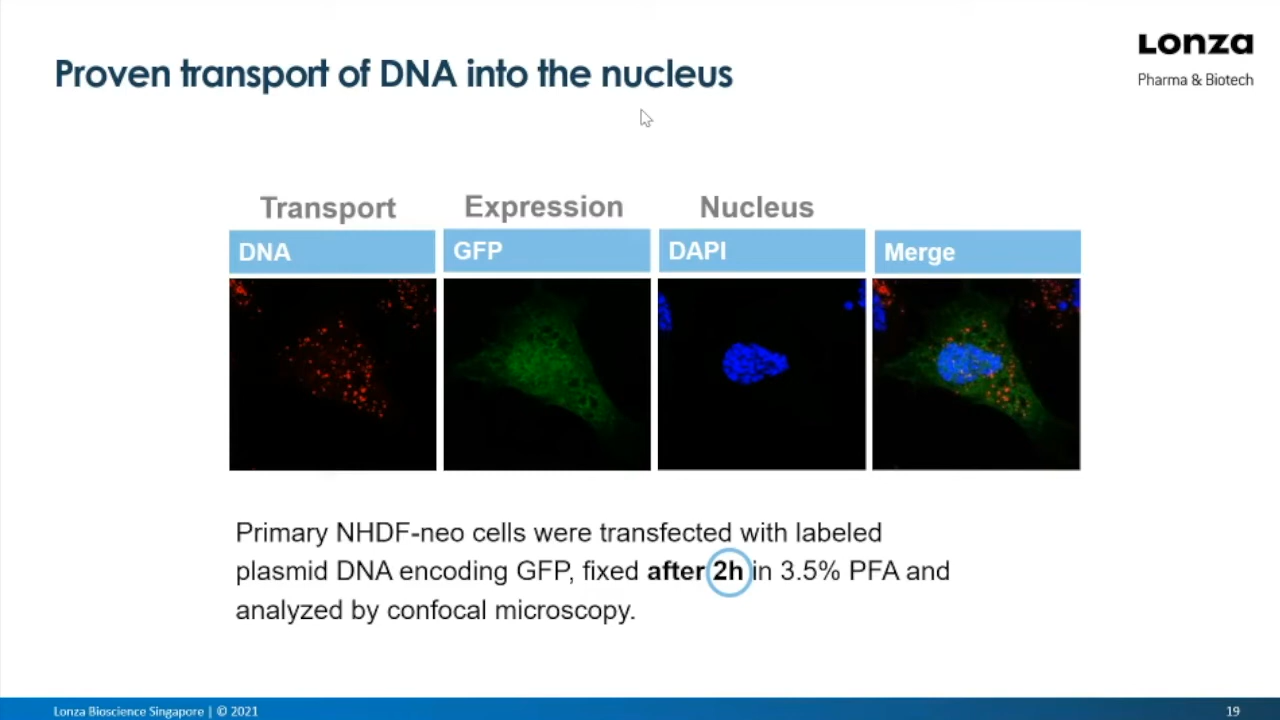 Proven transport of DNA into the nucleus
Lonza
Pharma & Biotech
Transport Expression Nucleus
DNA GFP DAPI Merge
Primary NHDF-neo cells were transfected with labeled
plasmid DNA encoding GFP, fixed after 2h in 3.5% PFA and
analyzed by confocal microscopy.
Lonza Bioscience Singapore | © 2021
19